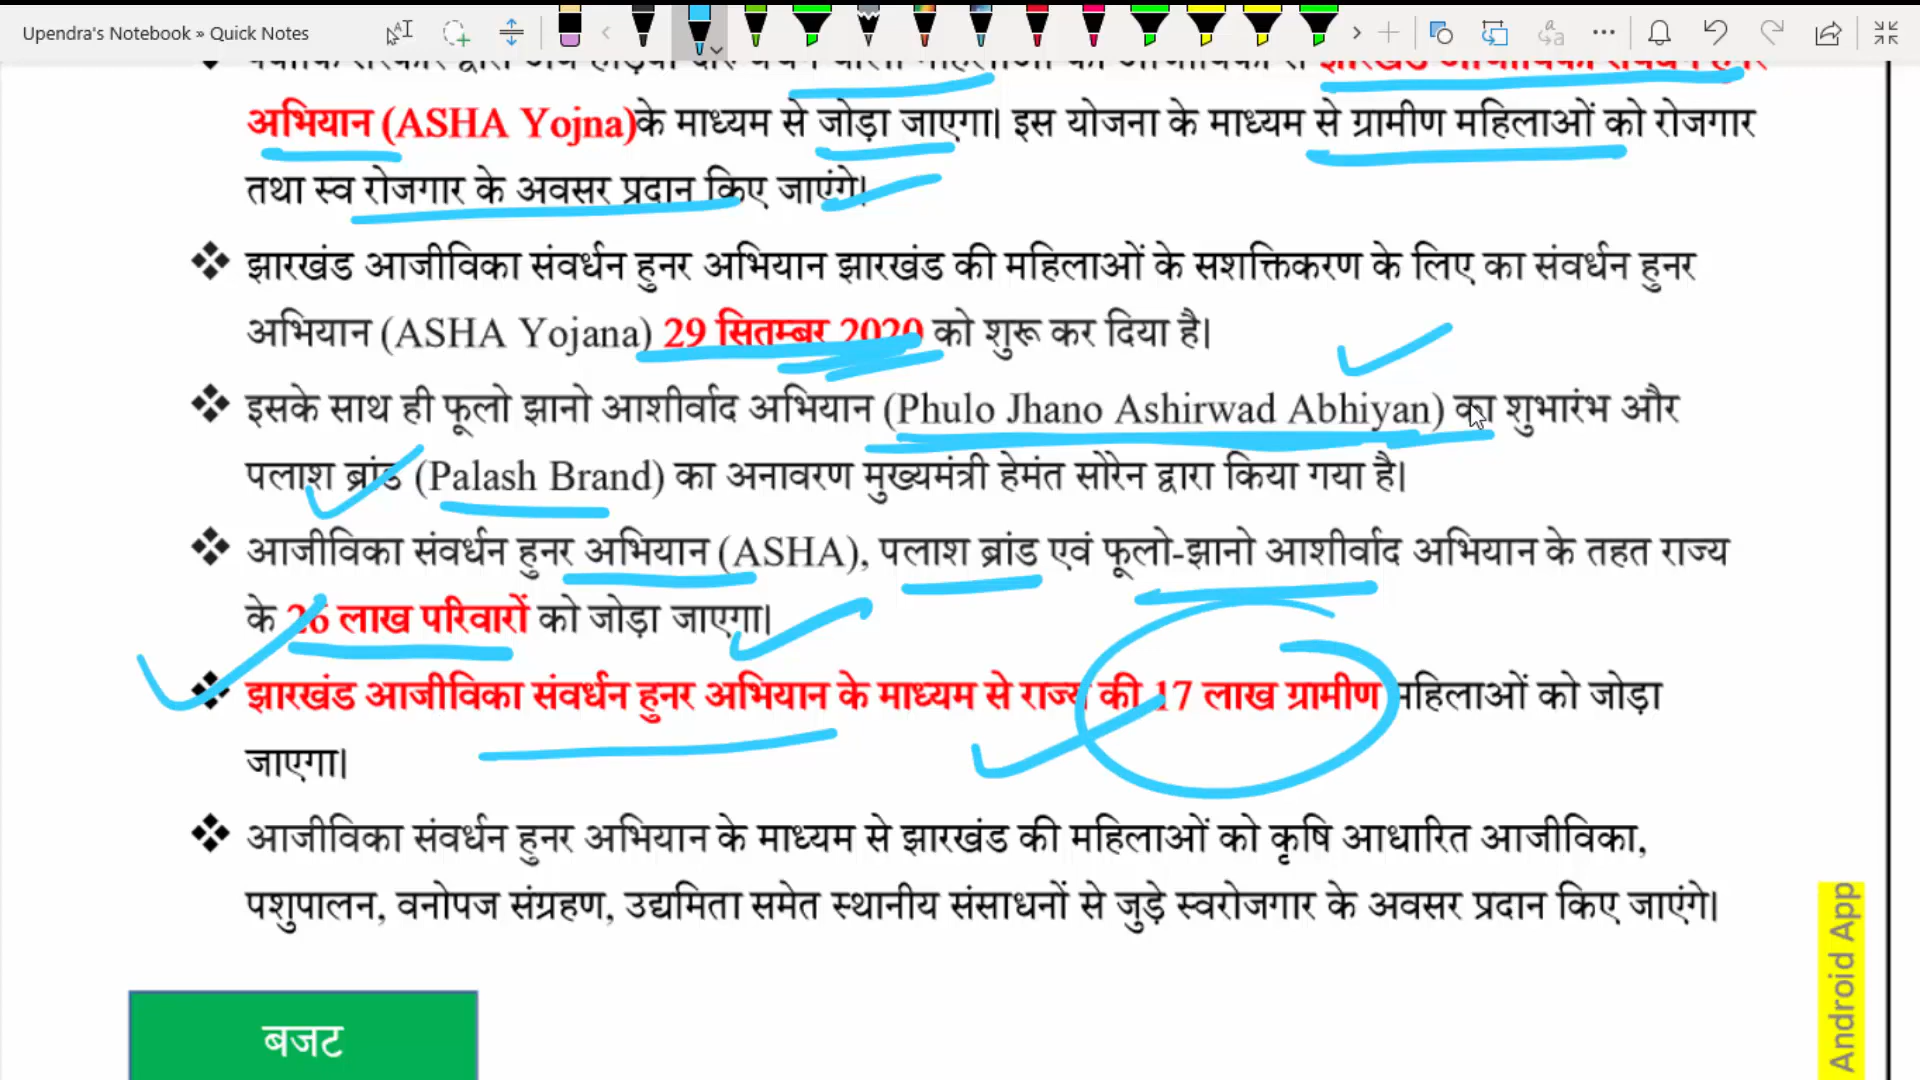 Upendra's Notebook » Quick Notes
अभियान (ASHA Yojna)के माध्यम से जोड़ा जाएगा। इस योजना के माध्यम से ग्रामीण महिलाओं को रोजगार
तथा स्व रोजगार के अवसर प्रदान किए जाएंगे।
❖ झारखंड आजीविका संवर्धन हुनर अभियान झारखंड की महिलाओं के सशक्तिकरण के लिए का संवर्धन हुनर
अभियान (ASHA Yojana) 29 सितम्बर 2020 को शुरू कर दिया है।
❖ इसके साथ ही फूलो झानो आशीर्वाद अभियान (Phulo Jhano Ashirwad Abhiyan) का शुभारंभ और
पलाश ब्रांड (Palash Brand) का अनावरण मुख्यमंत्री हेमंत सोरेन द्वारा किया गया है।
❖ आजीविका संवर्धन हुनर अभियान (ASHA), पलाश ब्रांड एवं फूलो-झानो आशीर्वाद अभियान के तहत राज्य
के 26 लाख परिवारों को जोड़ा जाएगा।
❖ झारखंड आजीविका संवर्धन हुनर अभियान के माध्यम से राज्य की 17 लाख ग्रामीण महिलाओं को जोड़ा
जाएगा।
❖ आजीविका संवर्धन हुनर अभियान के माध्यम से झारखंड की महिलाओं को कृषि आधारित आजीविका,
पशुपालन, वनोपज संग्रहण, उद्यमिता समेत स्थानीय संसाधनों से जुड़े स्वरोजगार के अवसर प्रदान किए जाएंगे।
बजट
Android App